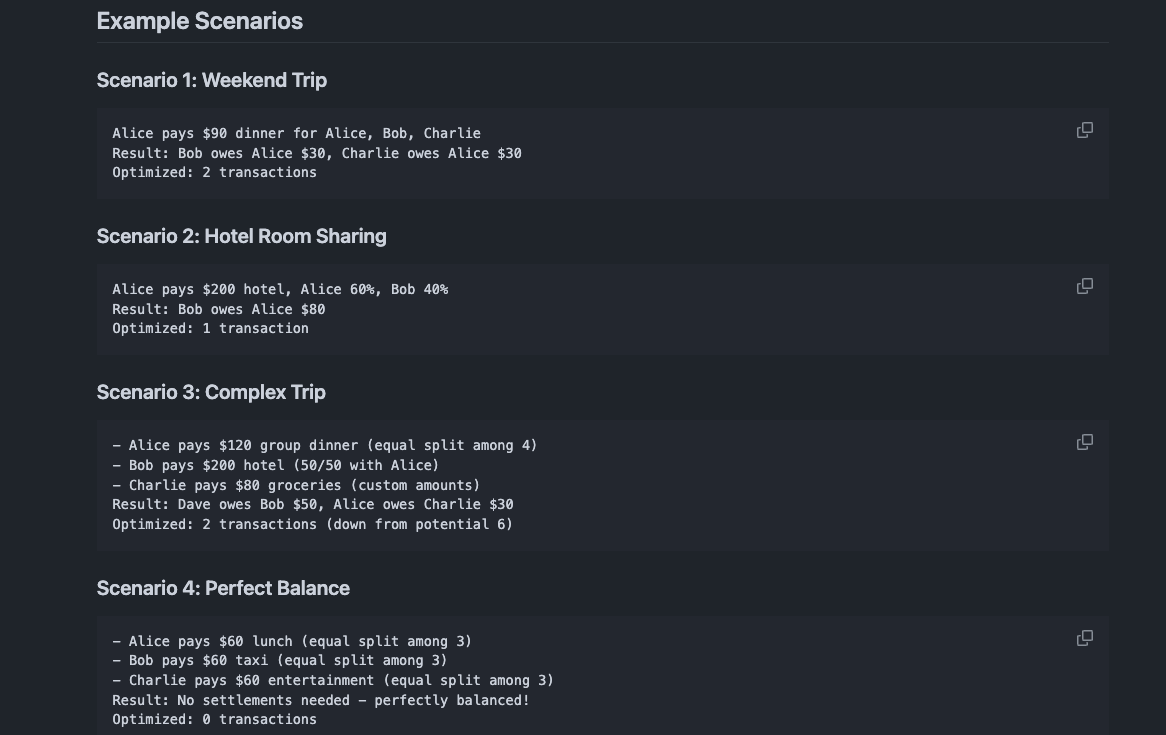 Example Scenarios
Scenario 1: Weekend Trip
Alice pays $90 dinner for Alice, Bob, Charlie
Result: Bob owes Alice $30, Charlie owes Alice $30
Optimized: 2 transactions
Scenario 2: Hotel Room Sharing
Alice pays $200 hotel, Alice 60%, Bob 40%
Result: Bob owes Alice $80
Optimized: 1 transaction
Scenario 3: Complex Trip
- Alice pays $120 group dinner (equal split among 4)
- Bob pays $200 hotel (50/50 with Alice)
- Charlie pays $80 groceries (custom amounts)
Result: Dave owes Bob $50, Alice owes Charlie $30
Optimized: 2 transactions (down from potential 6)
Scenario 4: Perfect Balance
- Alice pays $60 lunch (equal split among 3)
- Bob pays $60 taxi (equal split among 3)
- Charlie pays $60 entertainment (equal split among 3)
Result: No settlements needed - perfectly balanced!
Optimized: 0 transactions